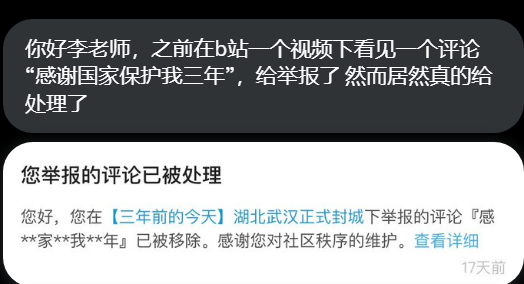 你好李老师，之前在b站一个视频下看见一个评论
“感谢国家保护我三年”，给举报了 然而居然真的给
处理了
您举报的评论已被处理
您好，您在【三年前的今天】湖北武汉正式封城下举报的评论『感
**家**我**年』已被移除。感谢您对社区秩序的维护。查看详细
17天前